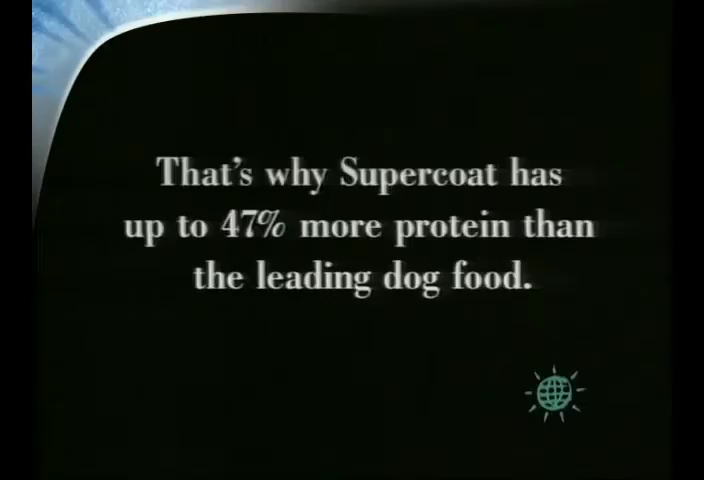 That's why Supercoat has
up to 47% more protein than
the leading dog food.